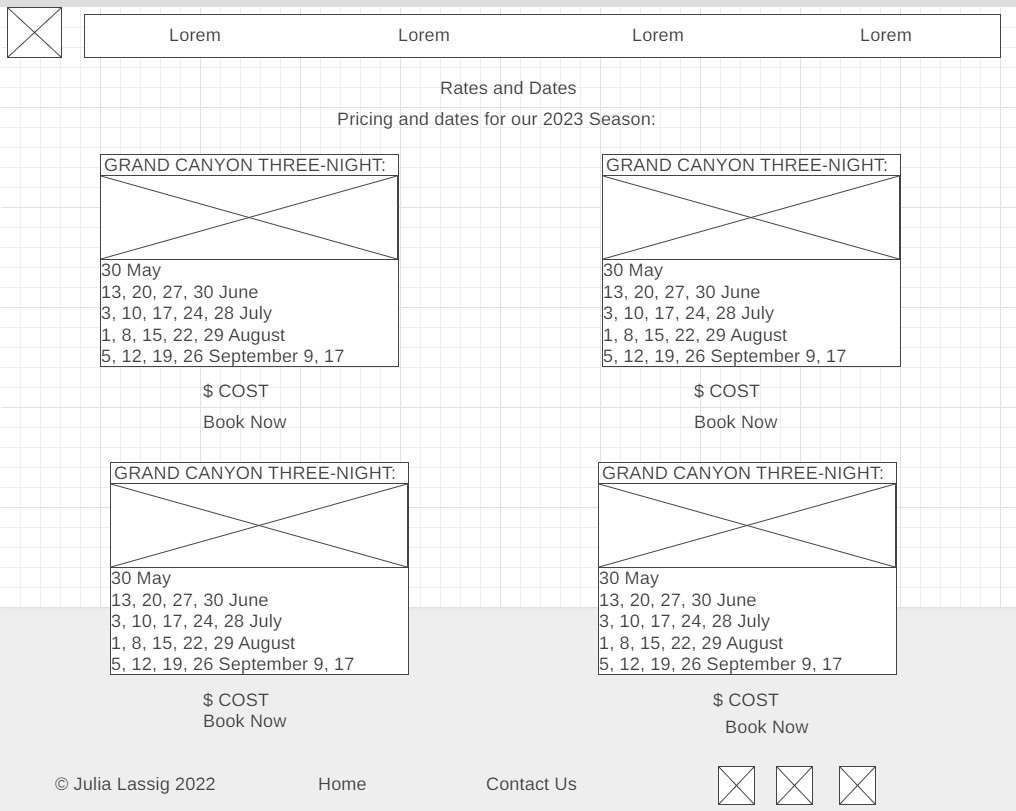 Lorem Lorem Lorem Lorem
Rates and Dates
Pricing and dates for our 2023 Season:
GRAND CANYON THREE-NIGHT:
30 May
13, 20, 27, 30 June
3, 10, 17, 24, 28 July
1, 8, 15, 22, 29 August
5, 12, 19, 26 September 9, 17
$ COST
Book Now
GRAND CANYON THREE-NIGHT:
30 May
13, 20, 27, 30 June
3, 10, 17, 24, 28 July
1, 8, 15, 22, 29 August
5, 12, 19, 26 September 9, 17
$ COST
Book Now
GRAND CANYON THREE-NIGHT:
30 May
13, 20, 27, 30 June
3, 10, 17, 24, 28 July
1, 8, 15, 22, 29 August
5, 12, 19, 26 September 9, 17
$ COST
Book Now
GRAND CANYON THREE-NIGHT:
30 May
13, 20, 27, 30 June
3, 10, 17, 24, 28 July
1, 8, 15, 22, 29 August
5, 12, 19, 26 September 9, 17
$ COST
Book Now
© Julia Lassig 2022 Home Contact Us